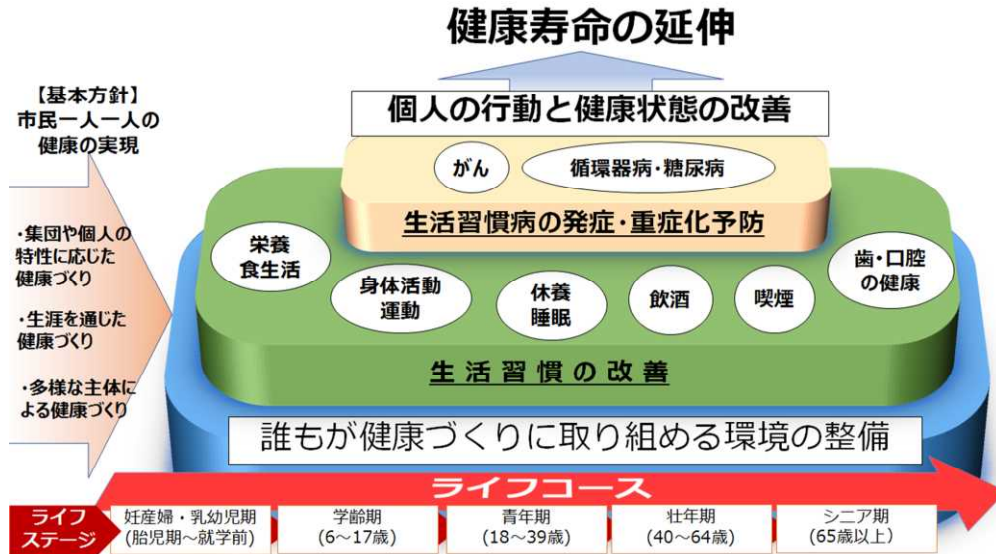 健康寿命の延伸
個人の行動と健康状態の改善
【基本方針】
市民一人一人の
健康の実現
・集団や個人の
特性に応じた
健康づくり
・生涯を通じた
健康づくり
・多様な主体に
よる健康づくり
がん
循環器病・糖尿病
生活習慣病の発症・重症化予防
栄養
食生活
身体活動
運動
休養
睡眠
飲酒
喫煙
歯・口腔
の健康
生活習慣の改善
誰もが健康づくりに取り組める環境の整備
ライフコース
ライフ
ステージ
妊産婦・乳幼児期
(胎児期～就学前)
学齢期
(6～17歳)
青年期
(18～39歳)
壮年期
(40～64歳)
シニア期
(65歳以上)